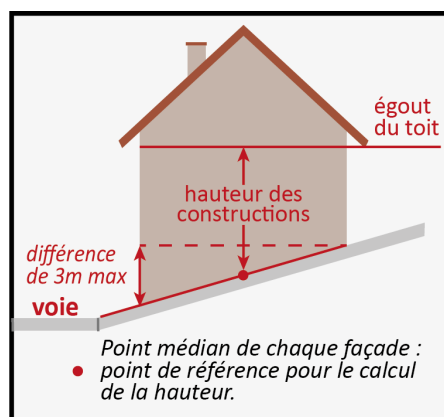 égout
du toit
hauteur des
constructions
différence
de 3m max
voie
Point médian de chaque façade :
point de référence pour le calcul
de la hauteur.